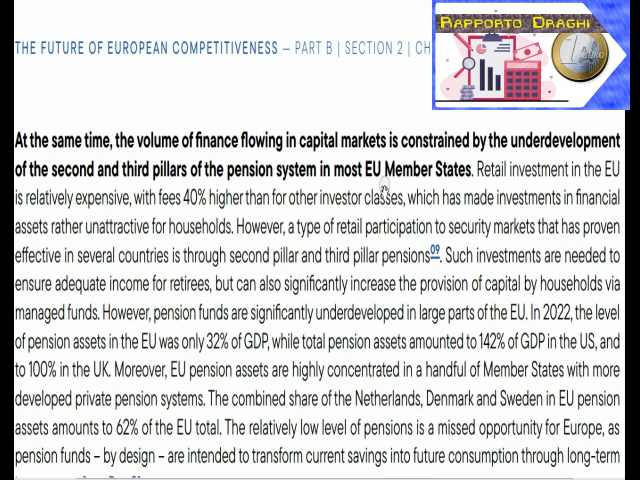 RAPPORTO DRAGHI
THE FUTURE OF EUROPEAN COMPETITIVENESS — PART B | SECTION 2 | CH
At the same time, the volume of finance flowing in capital markets is constrained by the underdevelopment
of the second and third pillars of the pension system in most EU Member States. Retail investment in the EU
is relatively expensive, with fees 40% higher than for other investor classes, which has made investments in financial
assets rather unattractive for households. However, a type of retail participation to security markets that has proven
effective in several countries is through second pillar and third pillar pensions09. Such investments are needed to
ensure adequate income for retirees, but can also significantly increase the provision of capital by households via
managed funds. However, pension funds are significantly underdeveloped in large parts of the EU. In 2022, the level
of pension assets in the EU was only 32% of GDP, while total pension assets amounted to 142% of GDP in the US, and
to 100% in the UK. Moreover, EU pension assets are highly concentrated in a handful of Member States with more
developed private pension systems. The combined share of the Netherlands, Denmark and Sweden in EU pension
assets amounts to 62% of the EU total. The relatively low level of pensions is a missed opportunity for Europe, as
pension funds – by design – are intended to transform current savings into future consumption through long-term